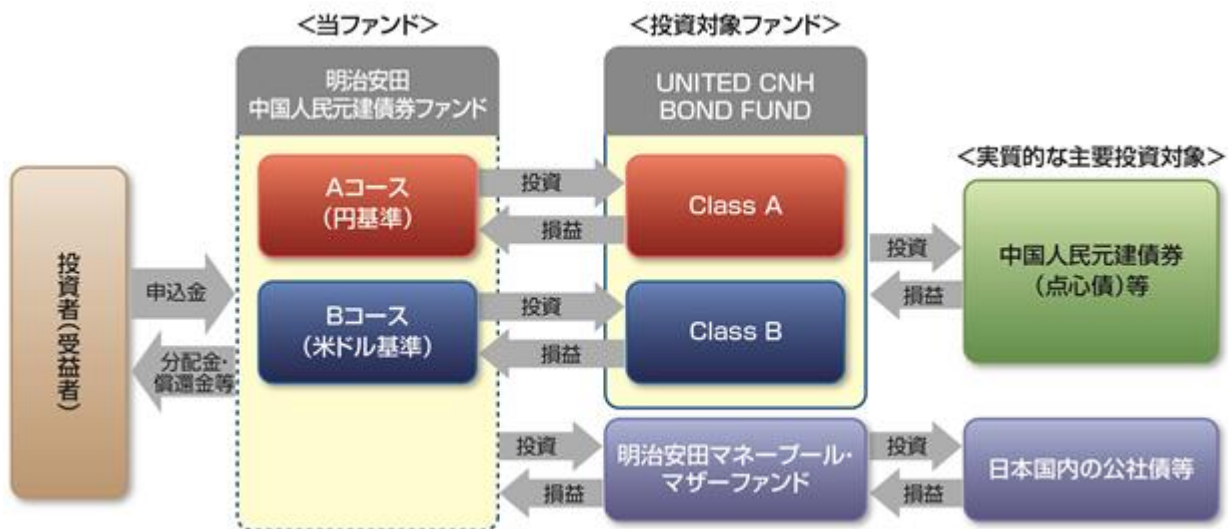 ＜当ファンド＞
＜投資対象ファンド＞
明治安田
中国人民元建債券ファンド
UNITED CNH
BOND FUND
＜実質的な主要投資対象＞
投資者(受益者)
申込金
分配金・
償還金等
Aコース
(円基準)
投資
損益
Class A
Bコース
(米ドル基準)
投資
損益
Class B
投資
損益
中国人民元建債券
(点心債)等
投資
損益
明治安田マネープール・
マザーファンド
投資
損益
日本国内の公社債等